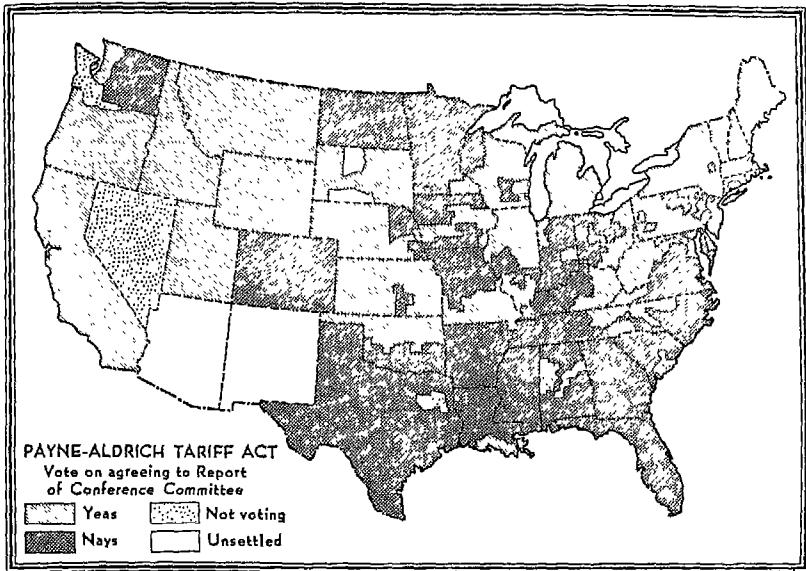 PAYNE-ALDRICH TARIFF ACT
Vote on agreeing to Report
of Conference Committee
Yeas
Not voting
Nays
Unsettled